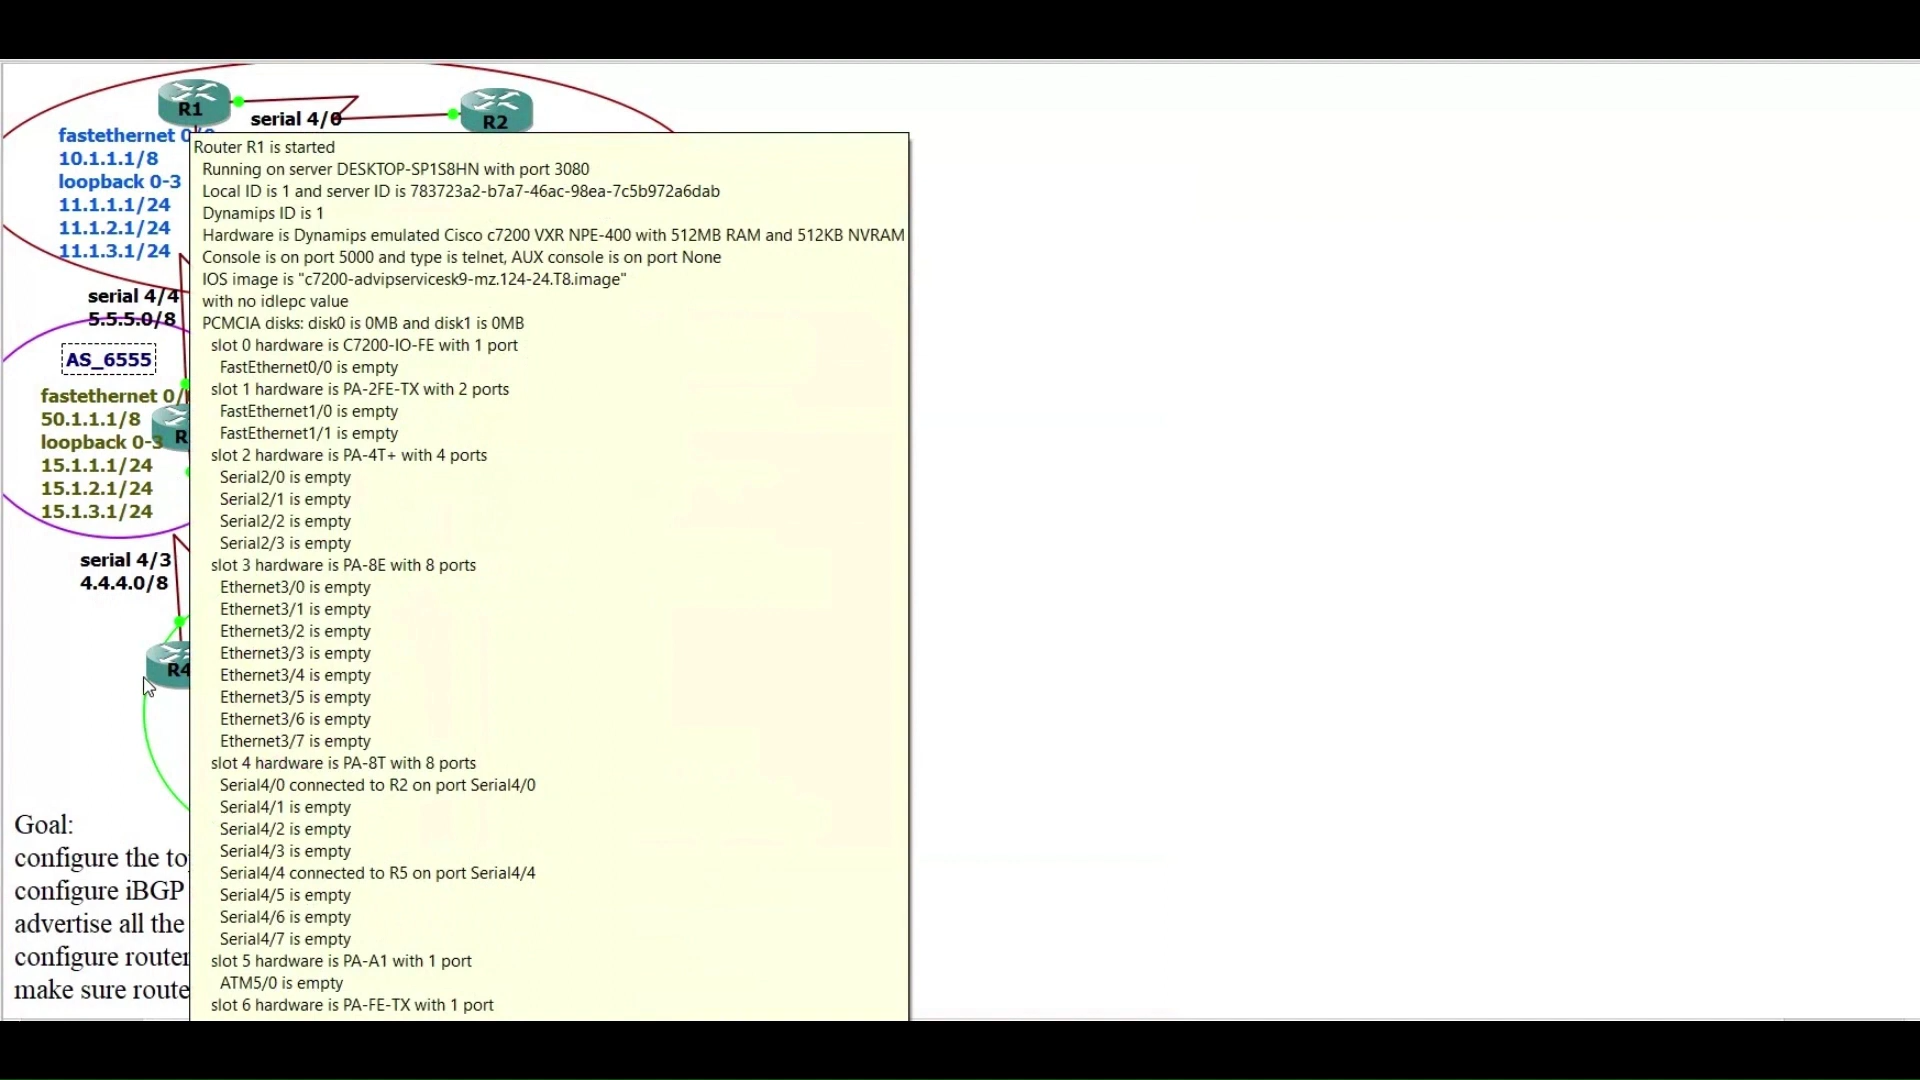 R1
serial 4/0
R2
fastethernet 0/0
10.1.1.1/8
loopback 0-3
11.1.1.1/24
11.1.2.1/24
11.1.3.1/24
serial 4/4
5.5.5.0/8
AS_6555
fastethernet 0/
50.1.1.1/8
loopback 0-3
15.1.1.1/24
15.1.2.1/24
15.1.3.1/24
serial 4/3
4.4.4.0/8
R4
Router R1 is started
Running on server DESKTOP-SP1S8HN with port 3080
Local ID is 1 and server ID is 783723a2-b7a7-46ac-98ea-7c5b972a6dab
Dynamips ID is 1
Hardware is Dynamips emulated Cisco c7200 VXR NPE-400 with 512MB RAM and 512KB NVRAM
Console is on port 5000 and type is telnet, AUX console is on port None
IOS image is "c7200-advipservicesk9-mz.124-24.T8.image"
with no idlepc value
PCMCIA disks: disk0 is 0MB and disk1 is 0MB
slot 0 hardware is C7200-IO-FE with 1 port
FastEthernet0/0 is empty
slot 1 hardware is PA-2FE-TX with 2 ports
FastEthernet1/0 is empty
FastEthernet1/1 is empty
slot 2 hardware is PA-4T+ with 4 ports
Serial2/0 is empty
Serial2/1 is empty
Serial2/2 is empty
Serial2/3 is empty
slot 3 hardware is PA-8E with 8 ports
Ethernet3/0 is empty
Ethernet3/1 is empty
Ethernet3/2 is empty
Ethernet3/3 is empty
Ethernet3/4 is empty
Ethernet3/5 is empty
Ethernet3/6 is empty
Ethernet3/7 is empty
slot 4 hardware is PA-8T with 8 ports
Serial4/0 connected to R2 on port Serial4/0
Serial4/1 is empty
Serial4/2 is empty
Serial4/3 is empty
Serial4/4 connected to R5 on port Serial4/4
Serial4/5 is empty
Serial4/6 is empty
Serial4/7 is empty
slot 5 hardware is PA-A1 with 1 port
ATM5/0 is empty
slot 6 hardware is PA-FE-TX with 1 port
Goal:
configure the to
configure iBGP
advertise all the
configure router
make sure route